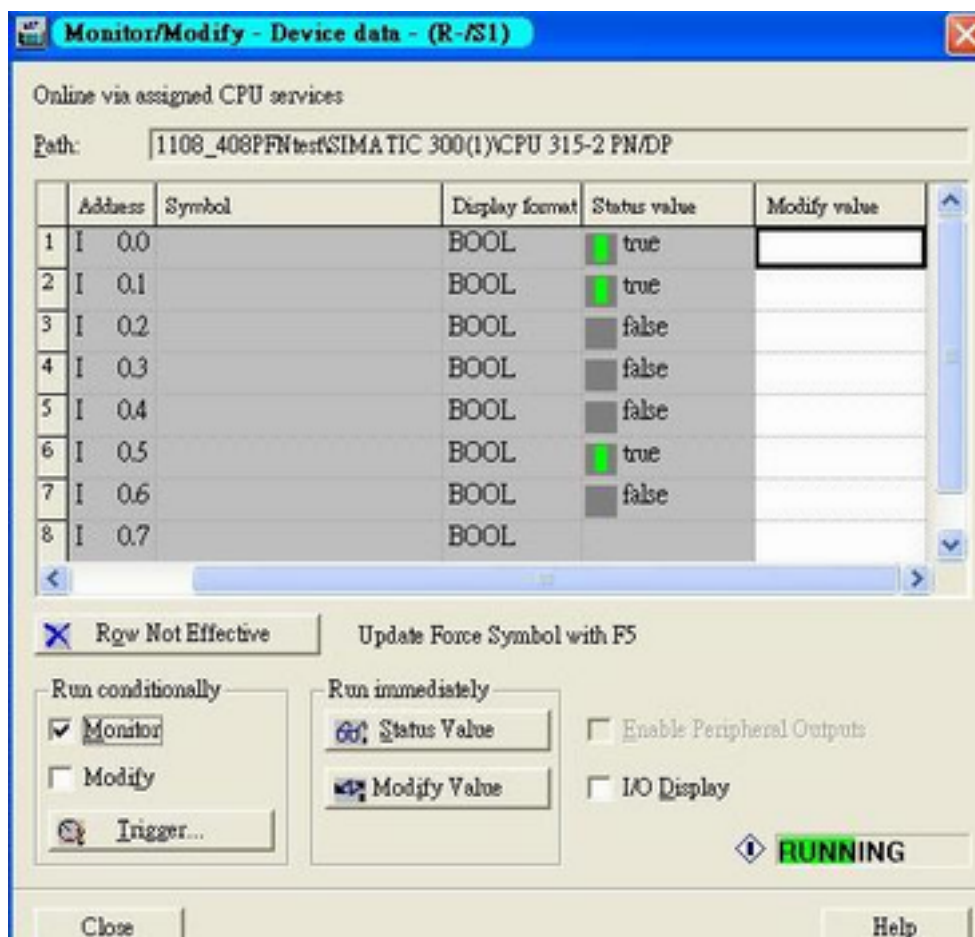 Monitor/Modify - Device data - (R-/S1)
Online via assigned CPU services
Path: 1108_408PFNtest\SIMATIC 300(1)\CPU 315-2 PN/DP
Address Symbol Display format Status value Modify value
1 I 0.0 BOOL true
2 I 0.1 BOOL true
3 I 0.2 BOOL false
4 I 0.3 BOOL false
5 I 0.4 BOOL false
6 I 0.5 BOOL true
7 I 0.6 BOOL false
8 I 0.7 BOOL
Row Not Effective Update Force Symbol with F5
Run conditionally Run immediately
Monitor Status Value Enable Peripheral Outputs
Modify Modify Value I/O Display
Trigger... RUNNING
Close Help